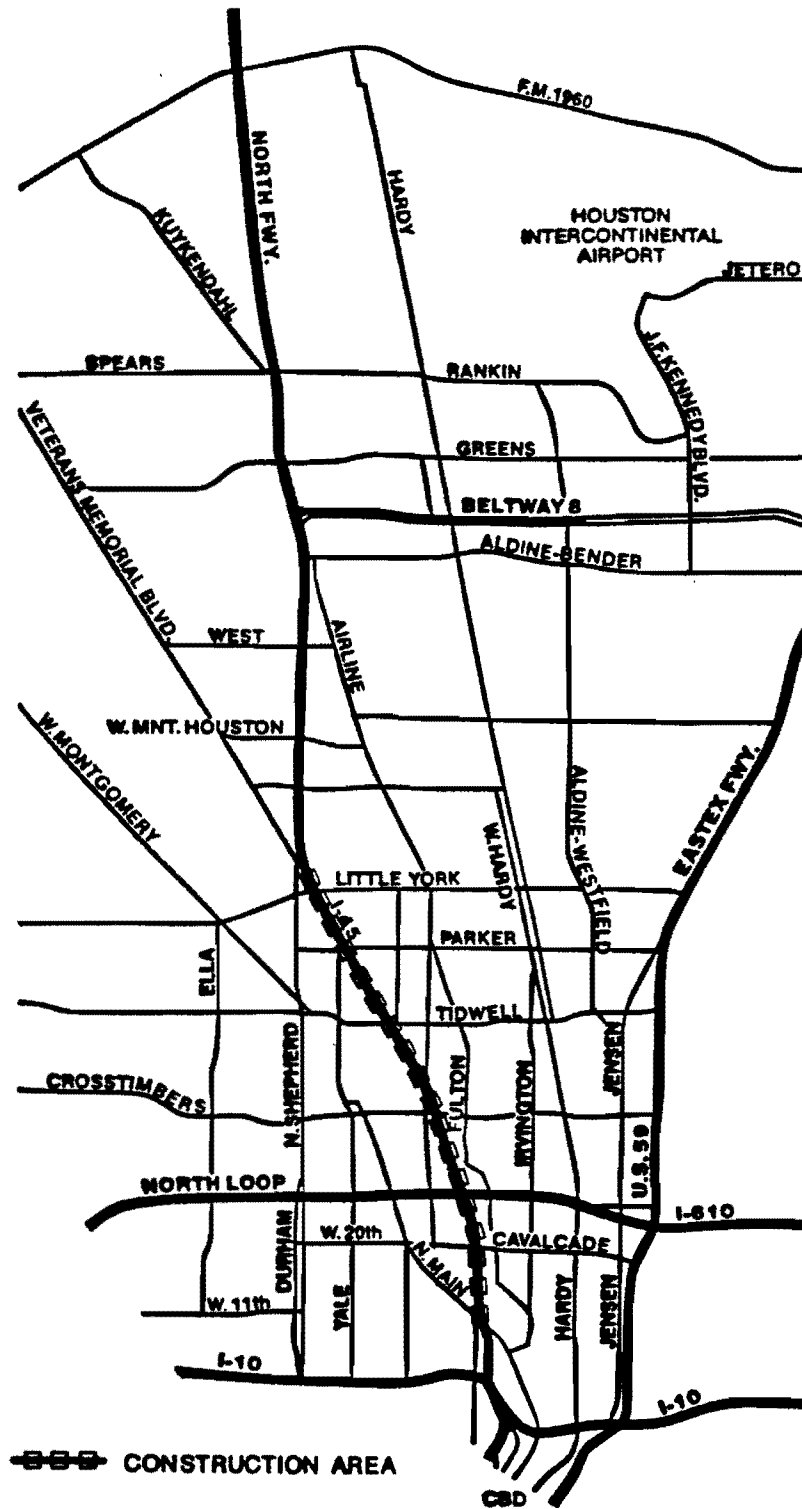 F.M. 1960
NORTH FWY.
HARDY
KUYKENDAHL
HOUSTON
INTERCONTINENTAL
AIRPORT
JETERO
J.F. KENNEDY BLVD.
SPEARS
RANKIN
VETERANS MEMORIAL BLVD.
GREENS
BELTWAY 8
ALDINE-BENDER
WEST
AIRLINE
W. MONTGOMERY
W. MNT. HOUSTON
ALDINE-WESTFIELD
EASTEX FWY.
W. HARDY
LITTLE YORK
I-45
PARKER
ELLA
TIDWELL
N. SHEPHERD
CROSSTIMBERS
FULTON
IRVINGTON
JENSEN
U.S. 59
NORTH LOOP
I-610
DURHAM
W. 20th
CAVALCADE
N. MAIN
YALE
W. 11th
HARDY
JENSEN
I-10
I-10
CONSTRUCTION AREA
CBD